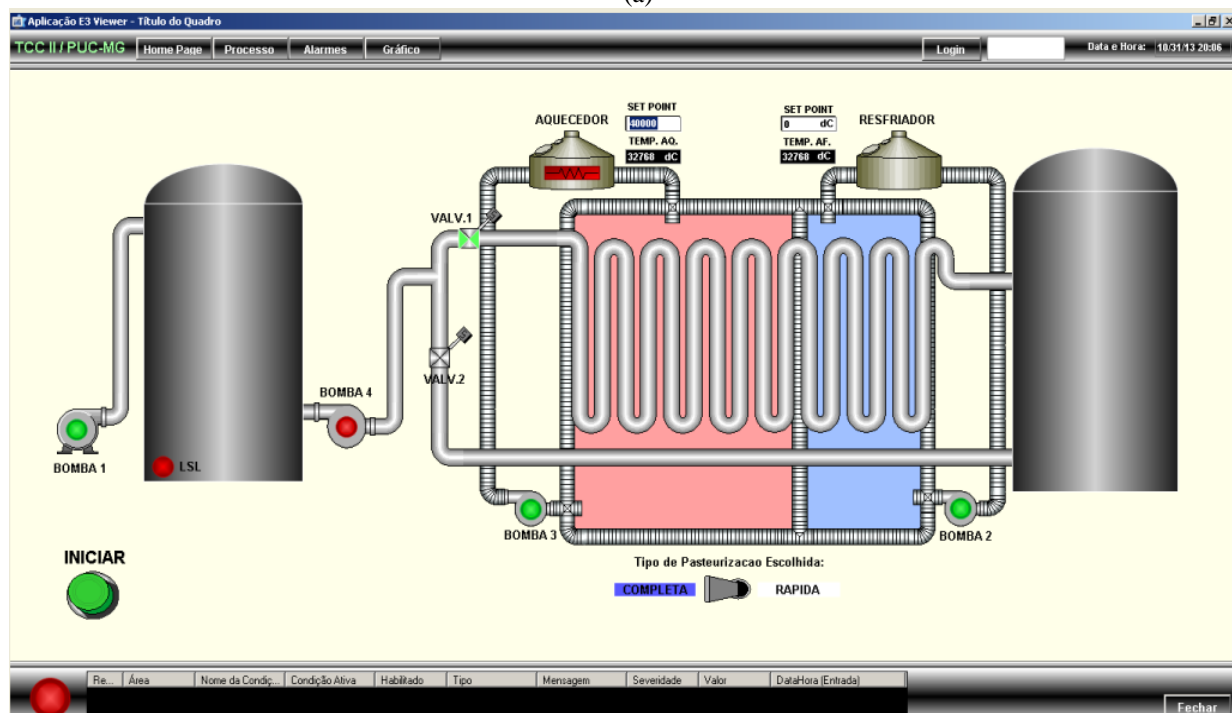 (a)
Aplicação E3 Viewer - Título do Quadro
TCC II / PUC-MG Home Page Processo Alarmes Gráfico Login Data e Hora: 10/31/13 20:06
SET POINT
40000
TEMP. AQ.
32768 dC
AQUECEDOR
SET POINT
0 dC
TEMP. AF.
32768 dC
RESFRIADOR
VALV.1
VALV.2
BOMBA 4
BOMBA 1
LSL
BOMBA 3
BOMBA 2
INICIAR
Tipo de Pasteurizacao Escolhida:
COMPLETA RAPIDA
Re... Área Nome da Condiç... Condição Ativa Habilitado Tipo Mensagem Severidade Valor DataHora (Entrada)
Fechar